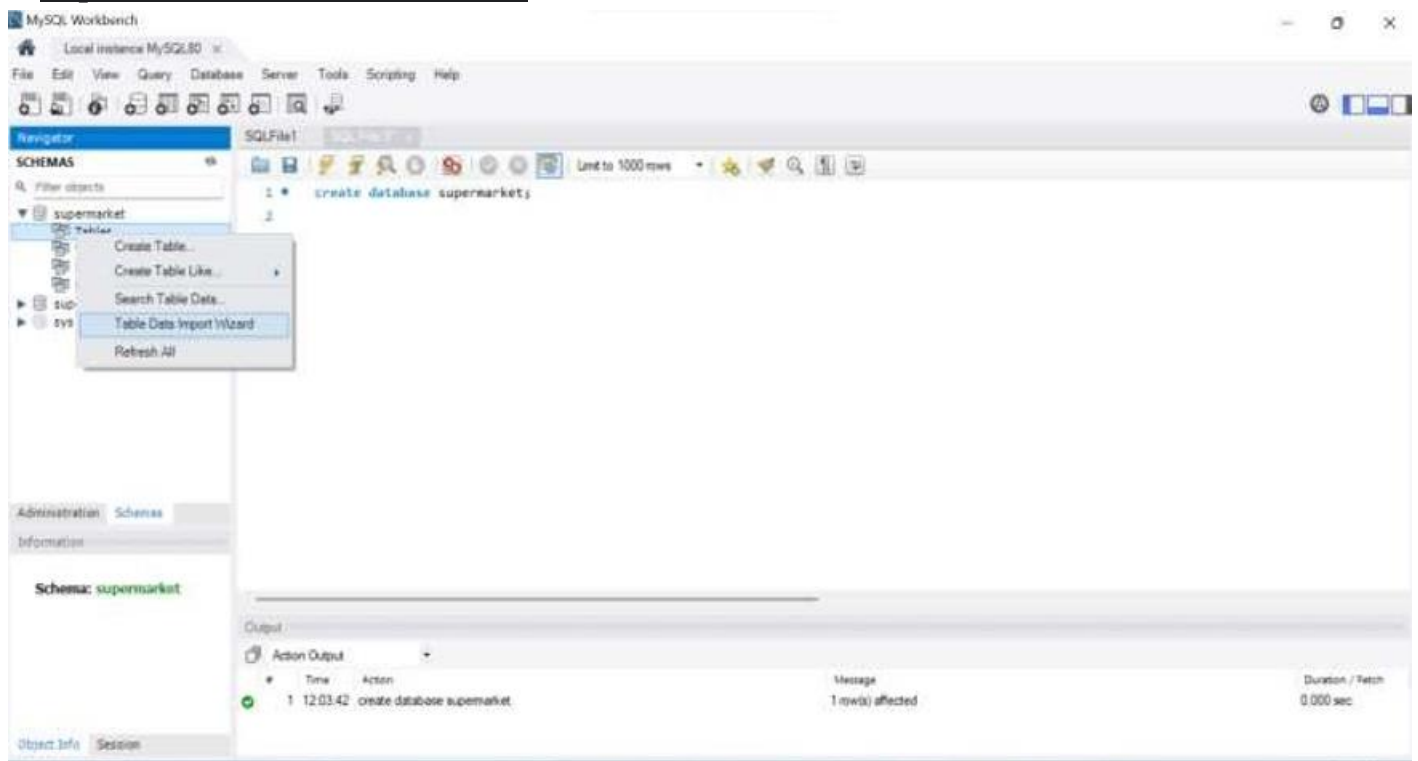 MySQL Workbench
Local instance MySQL80
File Edit View Query Database Server Tools Scripting Help
Navigator
SQLFile1
SCHEMAS
Limit to 1000 rows
Filter objects
1 create database supermarket;
supermarket
2
Tables
Create Table...
Create Table Like...
Search Table Data...
sup
Table Data Import Wizard
sys
Refresh All
Administration Schemas
Information
Schema: supermarket
Output
Action Output
# Time Action Message Duration / Fetch
1 12:03:42 create database supermarket 1 row(s) affected 0.000 sec
Object Info Session